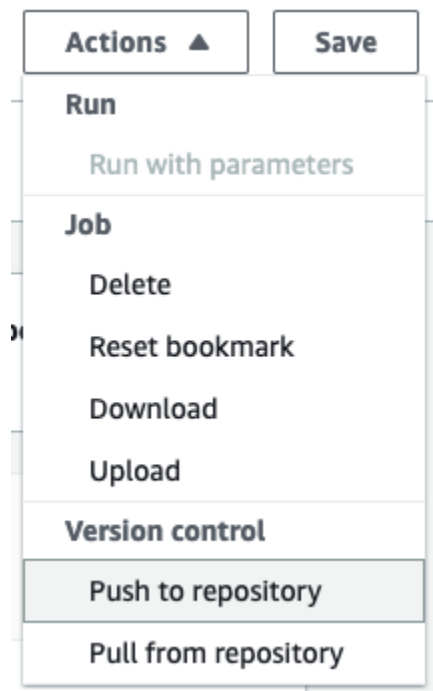 Actions ▲ Save
Run
Run with parameters
Job
Delete
Reset bookmark
Download
Upload
Version control
Push to repository
Pull from repository